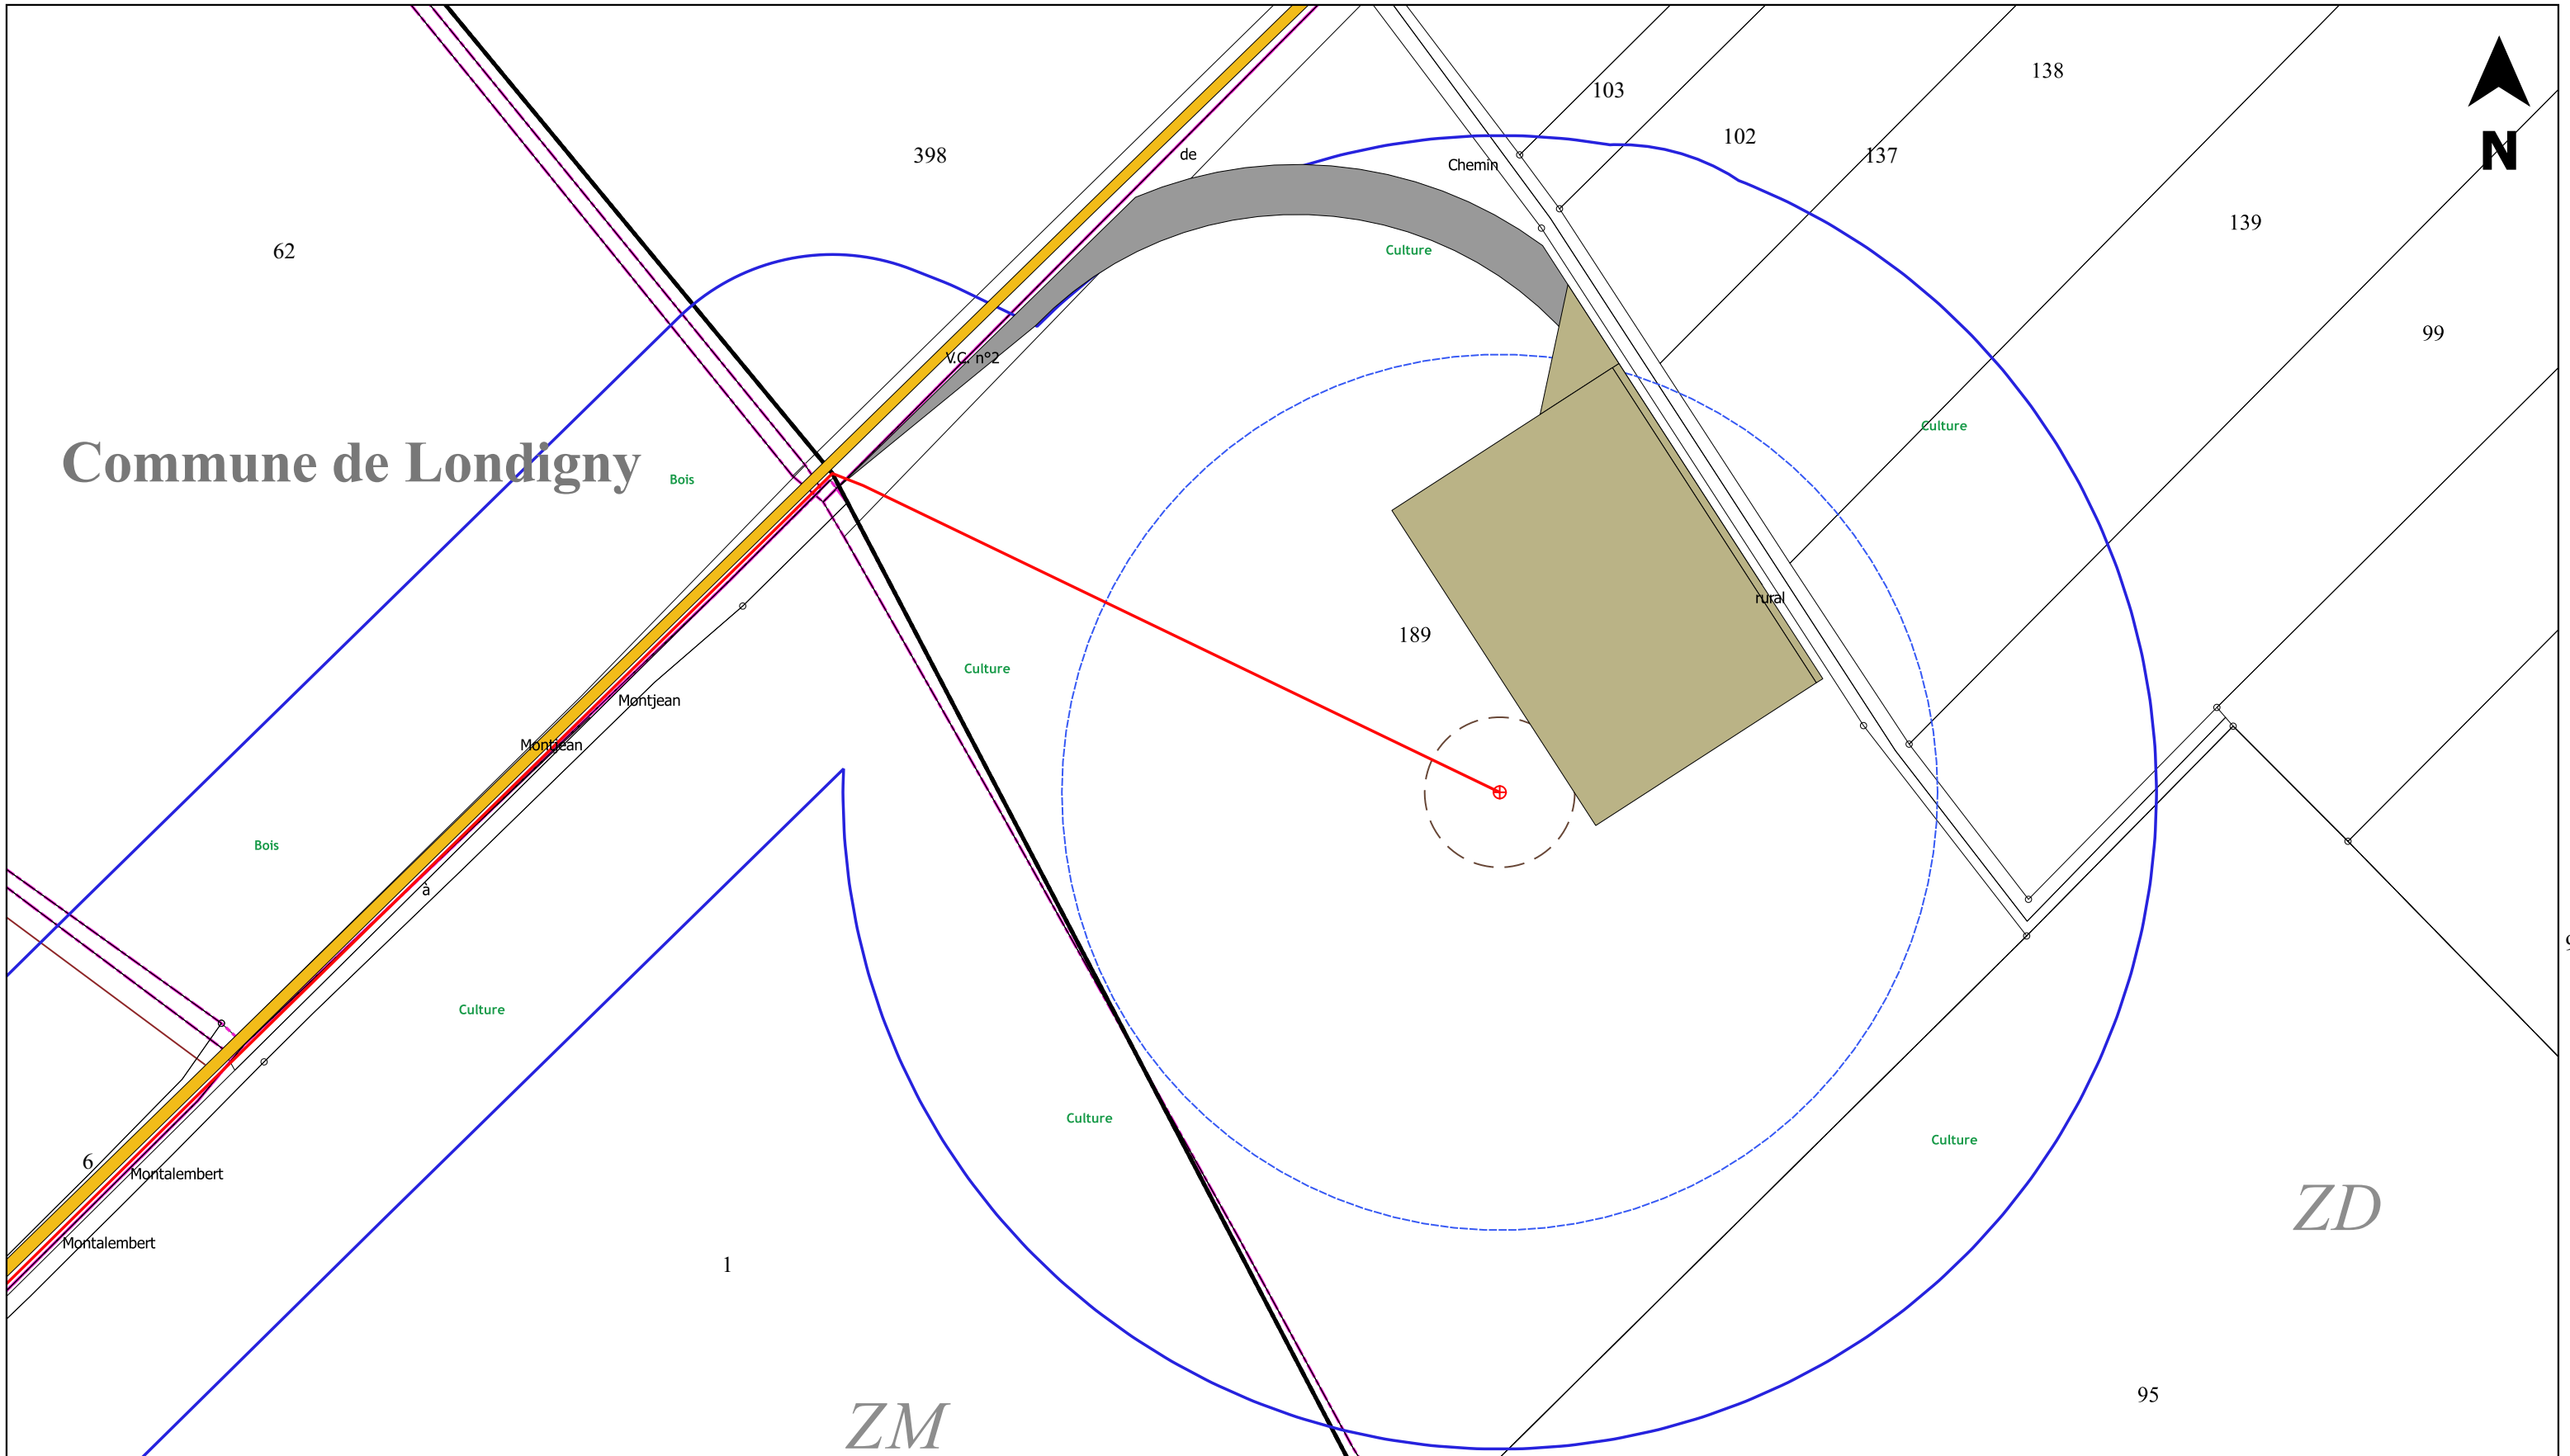 138
103
102
N
398
de
137
Chemin
139
62
Culture
99
V.C. n°2
Culture
Commune de Londigny
Bois
rural
189
Culture
Montjean
Montjean
Bois
à
Culture
Culture
Culture
6
Montalembert
ZD
Montalembert
1
95
ZM